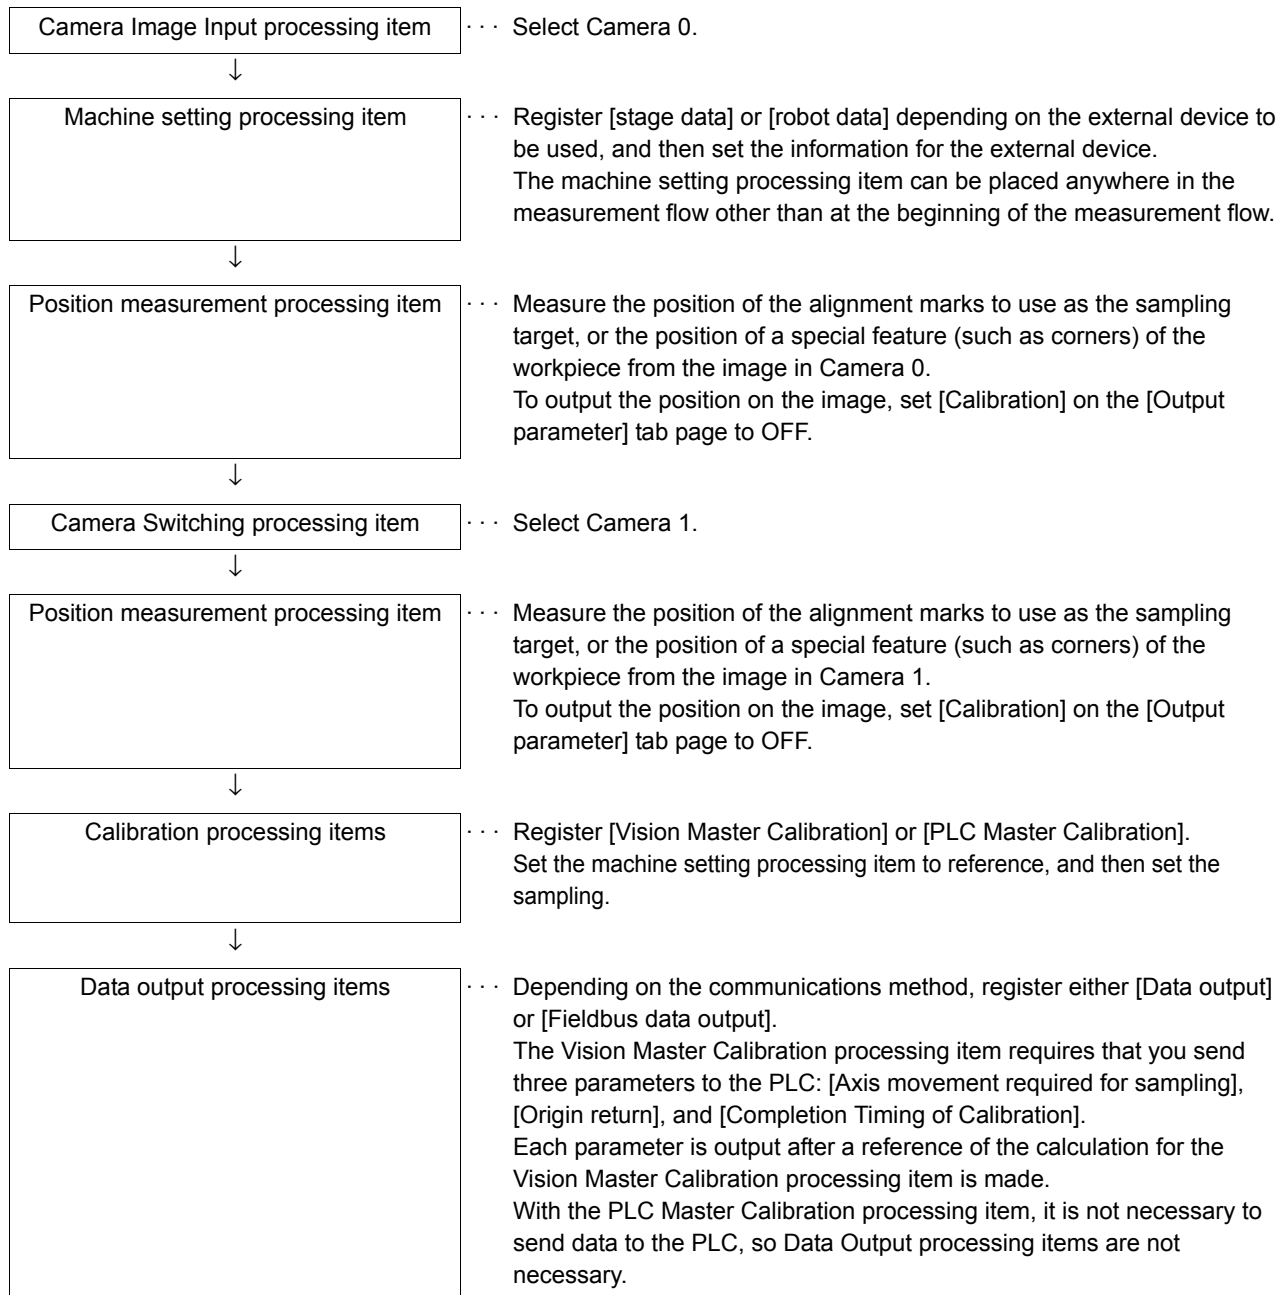 Camera Image Input processing item · · · Select Camera 0.
↓
Machine setting processing item · · · Register [stage data] or [robot data] depending on the external device to
be used, and then set the information for the external device.
The machine setting processing item can be placed anywhere in the
measurement flow other than at the beginning of the measurement flow.
↓
Position measurement processing item · · · Measure the position of the alignment marks to use as the sampling
target, or the position of a special feature (such as corners) of the
workpiece from the image in Camera 0.
To output the position on the image, set [Calibration] on the [Output
parameter] tab page to OFF.
↓
Camera Switching processing item · · · Select Camera 1.
↓
Position measurement processing item · · · Measure the position of the alignment marks to use as the sampling
target, or the position of a special feature (such as corners) of the
workpiece from the image in Camera 1.
To output the position on the image, set [Calibration] on the [Output
parameter] tab page to OFF.
↓
Calibration processing items · · · Register [Vision Master Calibration] or [PLC Master Calibration].
Set the machine setting processing item to reference, and then set the
sampling.
↓
Data output processing items · · · Depending on the communications method, register either [Data output]
or [Fieldbus data output].
The Vision Master Calibration processing item requires that you send
three parameters to the PLC: [Axis movement required for sampling],
[Origin return], and [Completion Timing of Calibration].
Each parameter is output after a reference of the calculation for the
Vision Master Calibration processing item is made.
With the PLC Master Calibration processing item, it is not necessary to
send data to the PLC, so Data Output processing items are not
necessary.